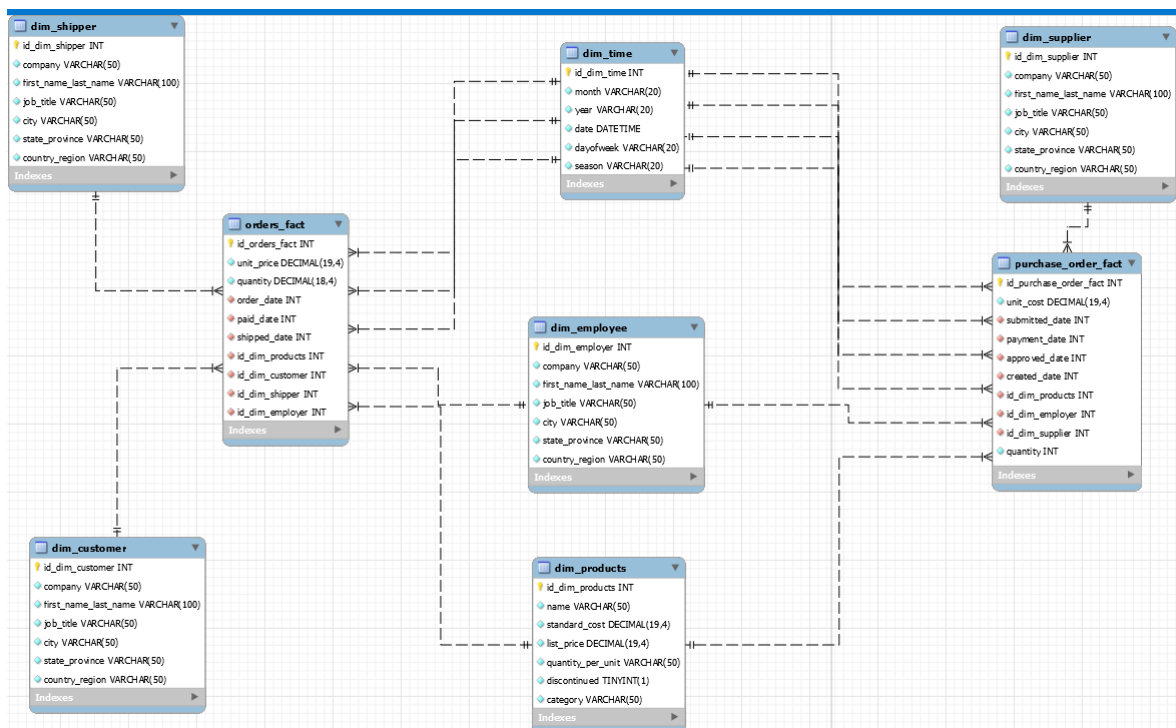 dim_shipper
id_dim_shipper INT
company VARCHAR(50)
first_name_last_name VARCHAR(100)
job_title VARCHAR(50)
city VARCHAR(50)
state_province VARCHAR(50)
country_region VARCHAR(50)
Indexes
dim_time
id_dim_time INT
month VARCHAR(20)
year VARCHAR(20)
date DATETIME
dayofweek VARCHAR(20)
season VARCHAR(20)
Indexes
dim_supplier
id_dim_supplier INT
company VARCHAR(50)
first_name_last_name VARCHAR(100)
job_title VARCHAR(50)
city VARCHAR(50)
state_province VARCHAR(50)
country_region VARCHAR(50)
Indexes
orders_fact
id_orders_fact INT
unit_price DECIMAL(19,4)
quantity DECIMAL(18,4)
order_date INT
paid_date INT
shipped_date INT
id_dim_products INT
id_dim_customer INT
id_dim_shipper INT
id_dim_employer INT
Indexes
dim_employee
id_dim_employer INT
company VARCHAR(50)
first_name_last_name VARCHAR(100)
job_title VARCHAR(50)
city VARCHAR(50)
state_province VARCHAR(50)
country_region VARCHAR(50)
Indexes
purchase_order_fact
id_purchase_order_fact INT
unit_cost DECIMAL(19,4)
submitted_date INT
payment_date INT
approved_date INT
created_date INT
id_dim_products INT
id_dim_employer INT
id_dim_supplier INT
quantity INT
Indexes
dim_customer
id_dim_customer INT
company VARCHAR(50)
first_name_last_name VARCHAR(100)
job_title VARCHAR(50)
city VARCHAR(50)
state_province VARCHAR(50)
country_region VARCHAR(50)
Indexes
dim_products
id_dim_products INT
name VARCHAR(50)
standard_cost DECIMAL(19,4)
list_price DECIMAL(19,4)
quantity_per_unit VARCHAR(50)
discontinued TINYINT(1)
category VARCHAR(50)
Indexes